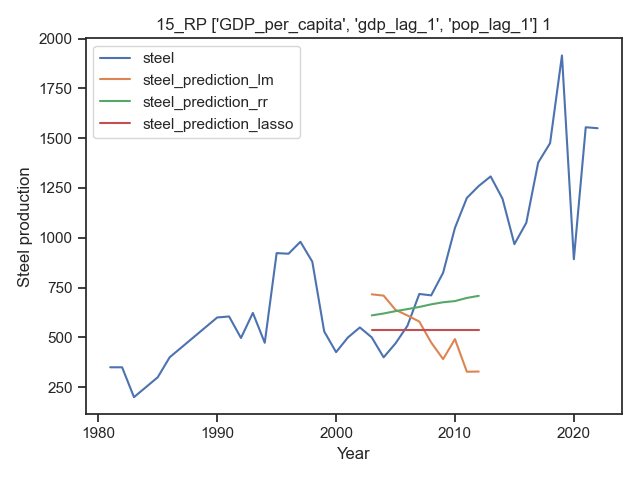 15_RP ['GDP_per_capita', 'gdp_lag_1', 'pop_lag_1'] 1
steel
steel_prediction_lm
steel_prediction_rr
steel_prediction_lasso
Steel production
2000
1750
1500
1250
1000
750
500
250
1980
1990
2000
2010
2020
Year